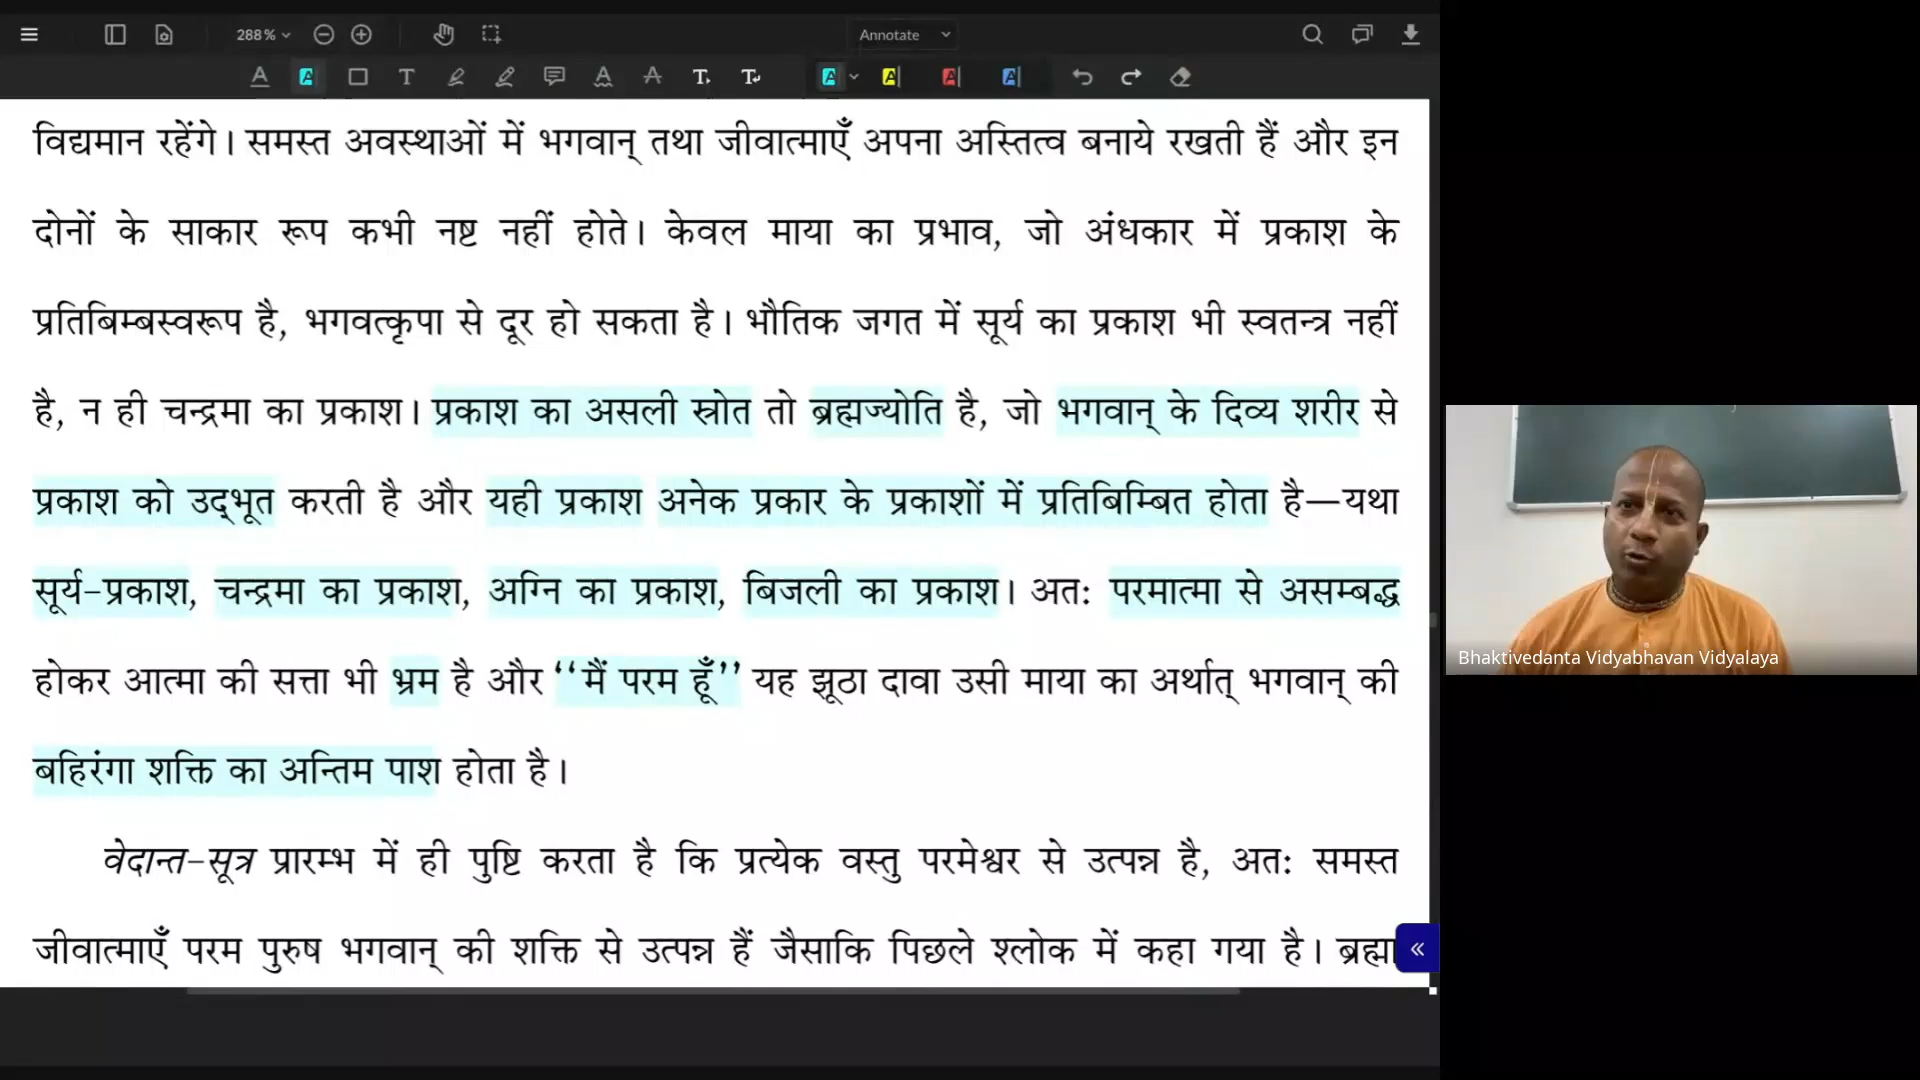 288%
Annotate
विद्यमान रहेंगे। समस्त अवस्थाओं में भगवान् तथा जीवात्माएँ अपना अस्तित्व बनाये रखती हैं और इन
दोनों के साकार रूप कभी नष्ट नहीं होते। केवल माया का प्रभाव, जो अंधकार में प्रकाश के
प्रतिबिम्बस्वरूप है, भगवत्कृपा से दूर हो सकता है। भौतिक जगत में सूर्य का प्रकाश भी स्वतन्त्र नहीं
है, न ही चन्द्रमा का प्रकाश। प्रकाश का असली स्रोत तो ब्रह्मज्योति है, जो भगवान् के दिव्य शरीर से
प्रकाश को उद्‌भूत करती है और यही प्रकाश अनेक प्रकार के प्रकाशों में प्रतिबिम्बित होता है—यथा
सूर्य-प्रकाश, चन्द्रमा का प्रकाश, अग्नि का प्रकाश, बिजली का प्रकाश। अतः परमात्मा से असम्बद्ध
होकर आत्मा की सत्ता भी भ्रम है और ‘‘मैं परम हूँ’’ यह झूठा दावा उसी माया का अर्थात् भगवान् की
बहिरंगा शक्ति का अन्तिम पाश होता है।
वेदान्त-सूत्र प्रारम्भ में ही पुष्टि करता है कि प्रत्येक वस्तु परमेश्वर से उत्पन्न है, अतः समस्त
जीवात्माएँ परम पुरुष भगवान् की शक्ति से उत्पन्न हैं जैसाकि पिछले श्लोक में कहा गया है। ब्रह्मा
Bhaktivedanta Vidyabhavan Vidyalaya